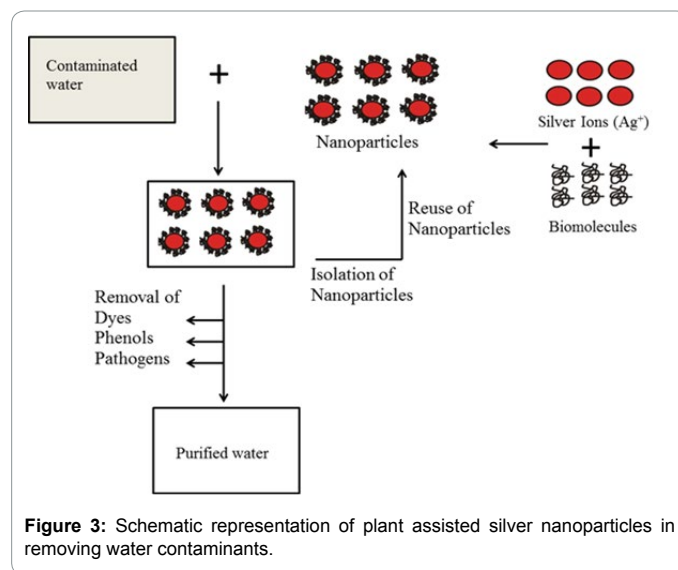 Contaminated
water
+
Nanoparticles
Silver Ions (Ag⁺)
+
Biomolecules
Reuse of
Nanoparticles
Isolation of
Nanoparticles
Removal of
Dyes
Phenols
Pathogens
Purified water
Figure 3: Schematic representation of plant assisted silver nanoparticles in
removing water contaminants.